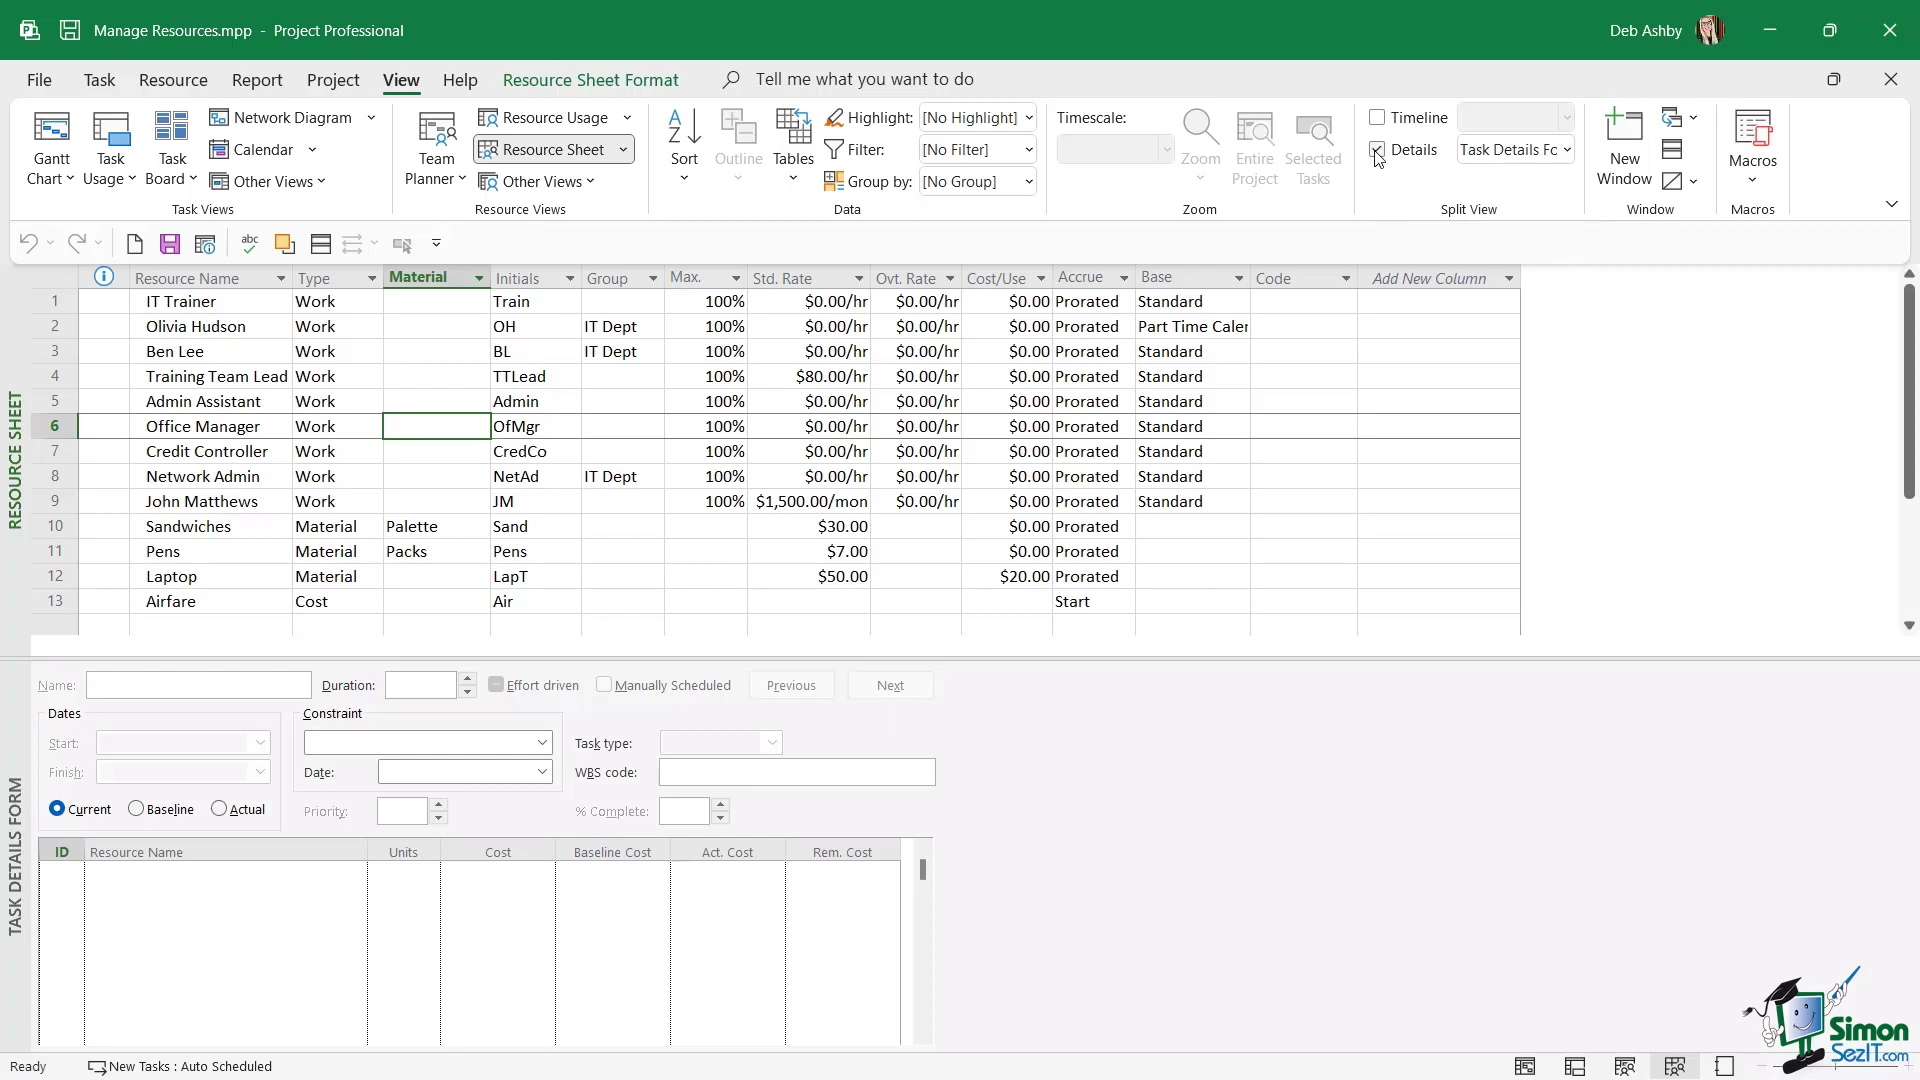 Manage Resources.mpp - Project Professional
Deb Ashby
File Task Resource Report Project View Help Resource Sheet Format Tell me what you want to do
Gantt Chart
Task Usage
Task Board
Network Diagram
Calendar
Other Views
Task Views
Team Planner
Resource Usage
Resource Sheet
Other Views
Resource Views
Sort
Outline
Tables
Highlight: [No Highlight]
Filter: [No Filter]
Group by: [No Group]
Data
Timescale:
Zoom
Entire Project
Selected Tasks
Zoom
Timeline
Details Task Details Fo
Split View
New Window
Window
Macros
Macros
abc
RESOURCE SHEET
Resource Name Type Material Initials Group Max. Std. Rate Ovt. Rate Cost/Use Accrue Base Code Add New Column
1 IT Trainer Work Train 100% $0.00/hr $0.00/hr $0.00 Prorated Standard
2 Olivia Hudson Work OH IT Dept 100% $0.00/hr $0.00/hr $0.00 Prorated Part Time Caler
3 Ben Lee Work BL IT Dept 100% $0.00/hr $0.00/hr $0.00 Prorated Standard
4 Training Team Lead Work TTLead 100% $80.00/hr $0.00/hr $0.00 Prorated Standard
5 Admin Assistant Work Admin 100% $0.00/hr $0.00/hr $0.00 Prorated Standard
6 Office Manager Work OfMgr 100% $0.00/hr $0.00/hr $0.00 Prorated Standard
7 Credit Controller Work CredCo 100% $0.00/hr $0.00/hr $0.00 Prorated Standard
8 Network Admin Work NetAd IT Dept 100% $0.00/hr $0.00/hr $0.00 Prorated Standard
9 John Matthews Work JM 100% $1,500.00/mon $0.00/hr $0.00 Prorated Standard
10 Sandwiches Material Palette Sand $30.00 $0.00 Prorated
11 Pens Material Packs Pens $7.00 $0.00 Prorated
12 Laptop Material LapT $50.00 $20.00 Prorated
13 Airfare Cost Air Start
TASK DETAILS FORM
Name: Duration: Effort driven Manually Scheduled Previous Next
Dates Constraint
Start: Task type:
Finish: Date: WBS code:
Current Baseline Actual Priority: % Complete:
ID Resource Name Units Cost Baseline Cost Act. Cost Rem. Cost
Ready New Tasks : Auto Scheduled
Simon
SezIT.com